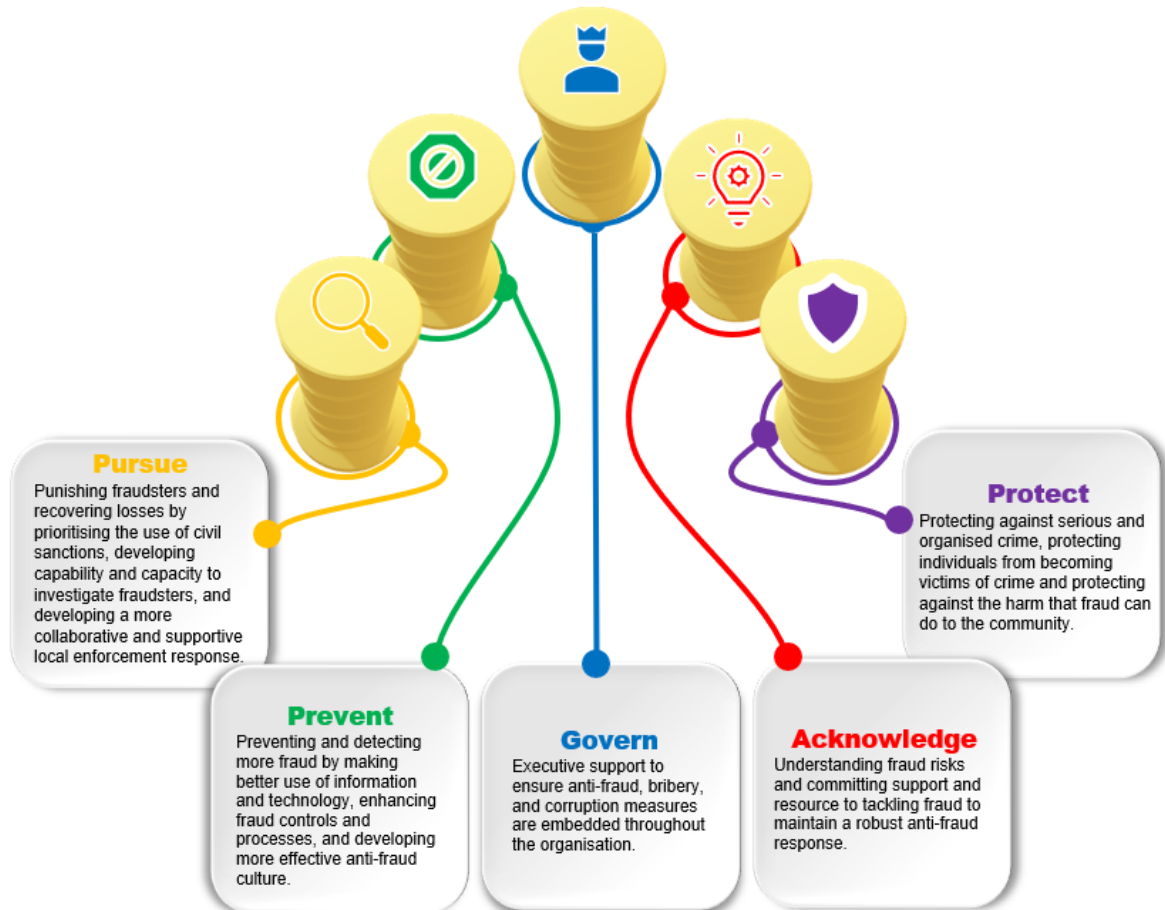 Pursue
Punishing fraudsters and
recovering losses by
prioritising the use of civil
sanctions, developing
capability and capacity to
investigate fraudsters, and
developing a more
collaborative and supportive
local enforcement response.
Prevent
Preventing and detecting
more fraud by making
better use of information
and technology, enhancing
fraud controls and
processes, and developing
more effective anti-fraud
culture.
Govern
Executive support to
ensure anti-fraud, bribery,
and corruption measures
are embedded throughout
the organisation.
Acknowledge
Understanding fraud risks
and committing support and
resource to tackling fraud to
maintain a robust anti-fraud
response.
Protect
Protecting against serious and
organised crime, protecting
individuals from becoming
victims of crime and protecting
against the harm that fraud can
do to the community.